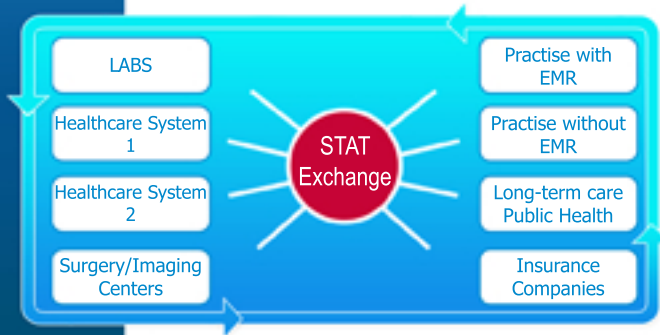 LABS
Healthcare System
1
Healthcare System
2
Surgery/Imaging
Centers
STAT
Exchange
Practise with
EMR
Practise without
EMR
Long-term care
Public Health
Insurance
Companies